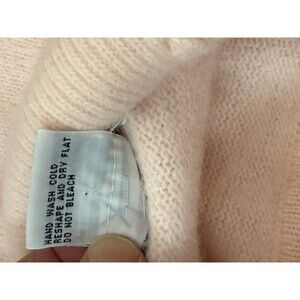 HAND WASH COLD
RESHAPE AND DRY FLAT
DO NOT BLEACH